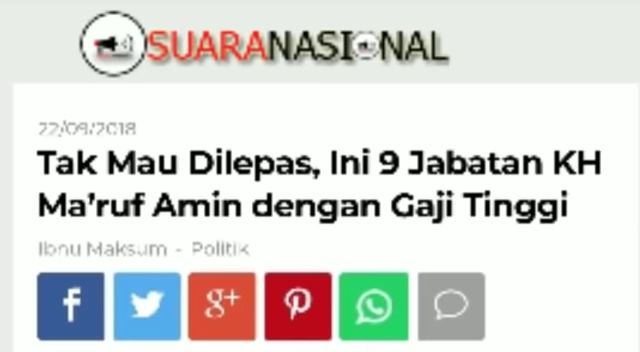 SUARANASIONAL
22/09/2018
Tak Mau Dilepas, Ini 9 Jabatan KH
Ma'ruf Amin dengan Gaji Tinggi
Ibnu Maksum - Politik
f g+